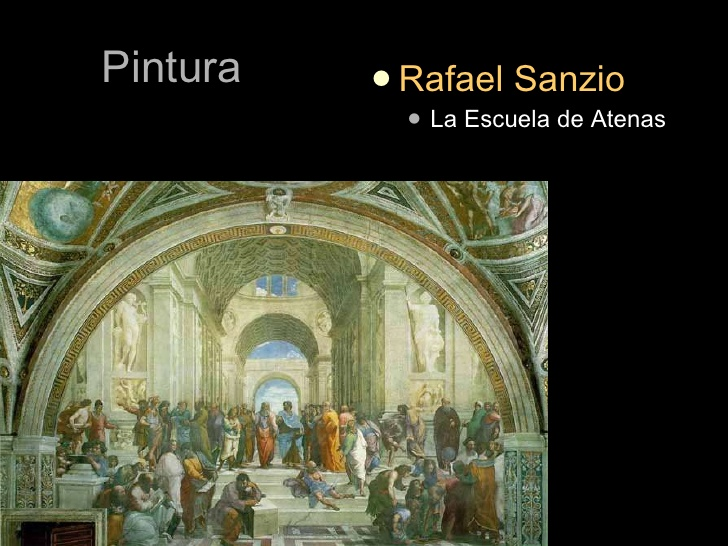 Pintura
Rafael Sanzio
La Escuela de Atenas